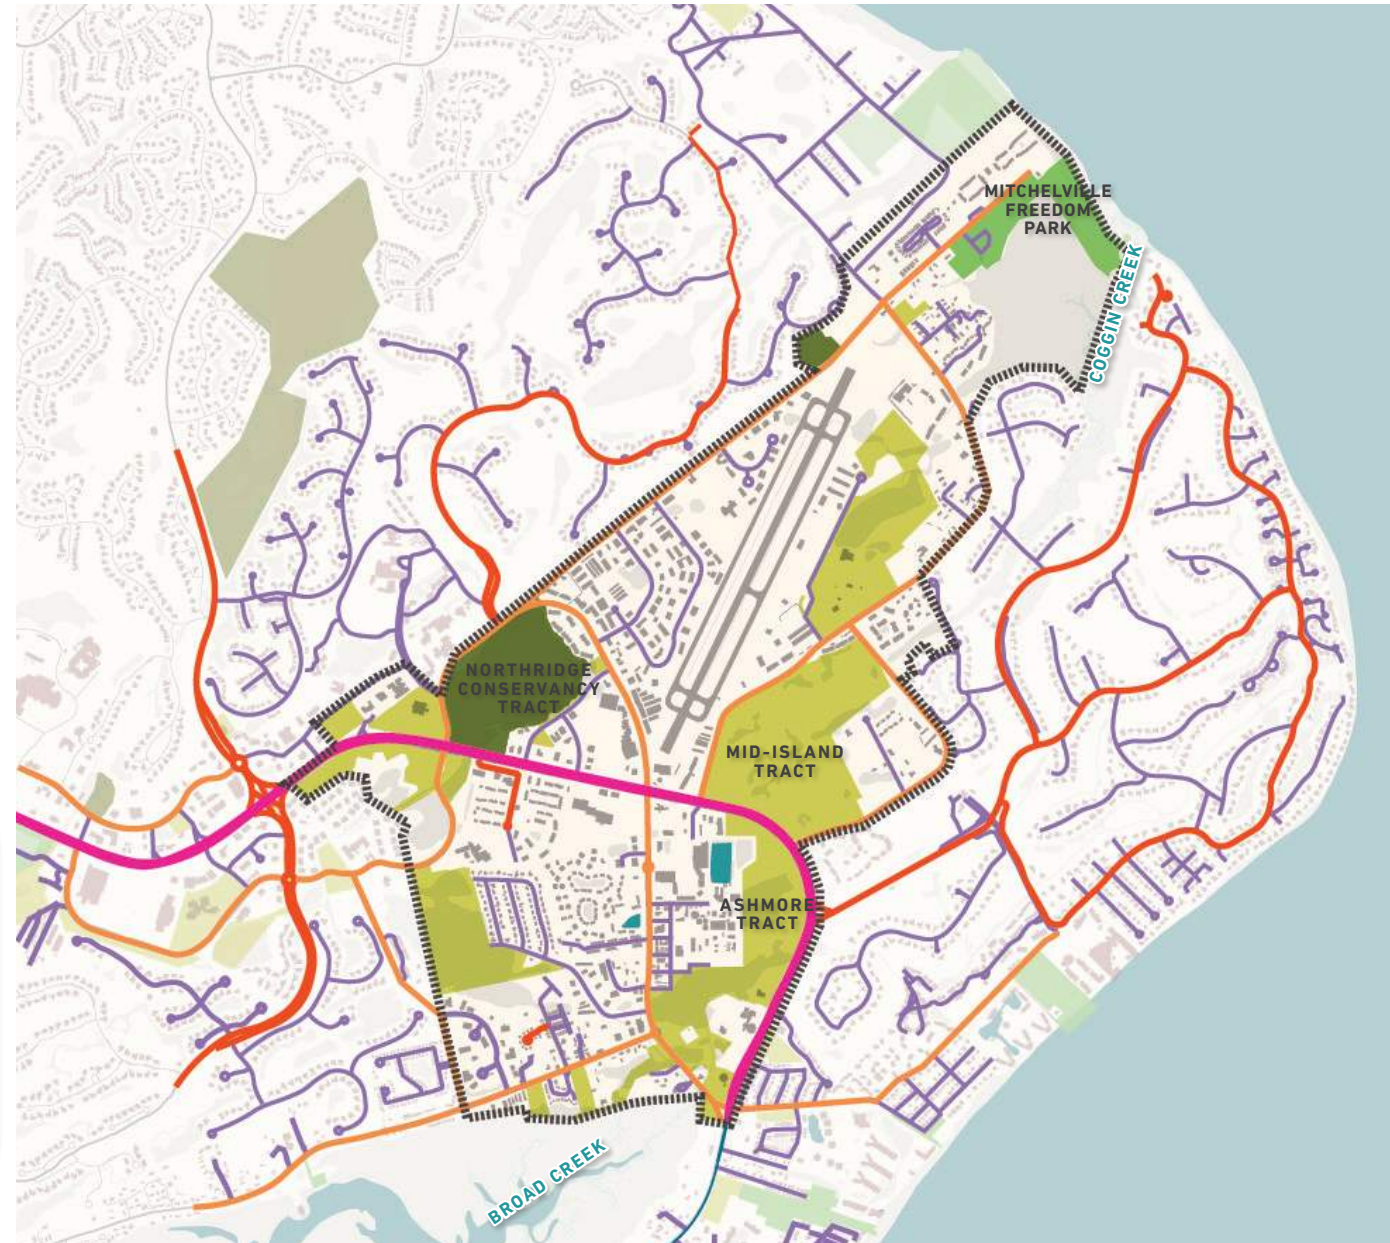 MITCHELVILLE
FREEDOM
PARK
COGGIN CREEK
NORTHRIDGE
CONSERVANCY
TRACT
MID-ISLAND
TRACT
ASHMORE
TRACT
BROAD CREEK